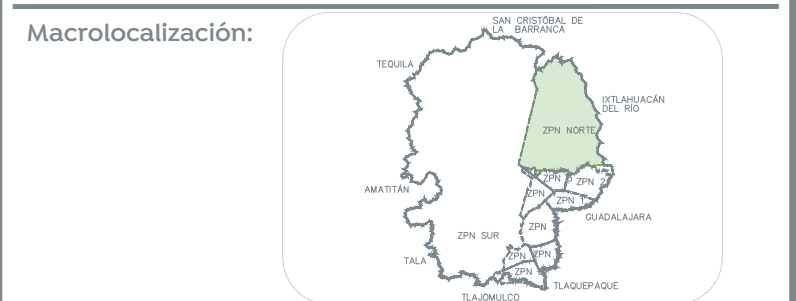 Macrolocalización:
SAN CRISTÓBAL DE
LA BARRANCA
TEQUILA
IXTLAHUACÁN
DEL RÍO
ZPN NORTE
ZPN
ZPN 2
AMATITÁN
ZPN
ZPN 1
GUADALAJARA
ZPN
ZPN SUR
ZPN
ZPN
TALA
ZPN
TLAQUEPAQUE
TLAJOMULCO